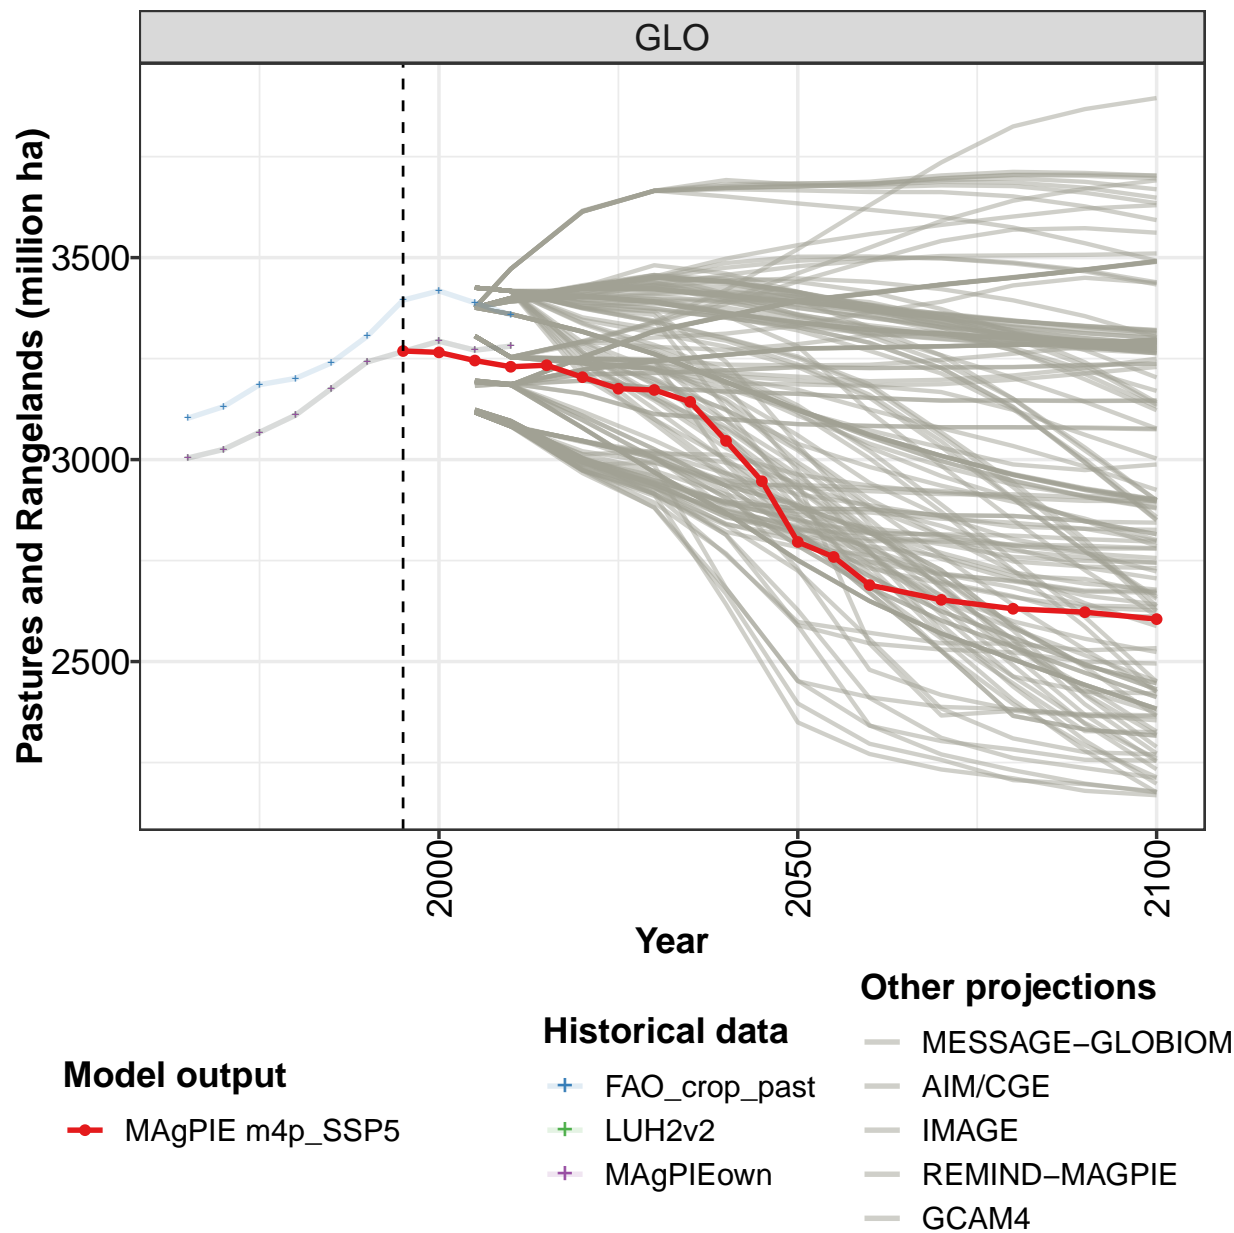 GLO
Pastures and Rangelands (million ha)
3500
3000
2500
2000
2050
2100
Year
Model output
MAgPIE m4p_SSP5
Historical data
FAO_crop_past
LUH2v2
MAgPIEown
Other projections
MESSAGE−GLOBIOM
AIM/CGE
IMAGE
REMIND−MAGPIE
GCAM4